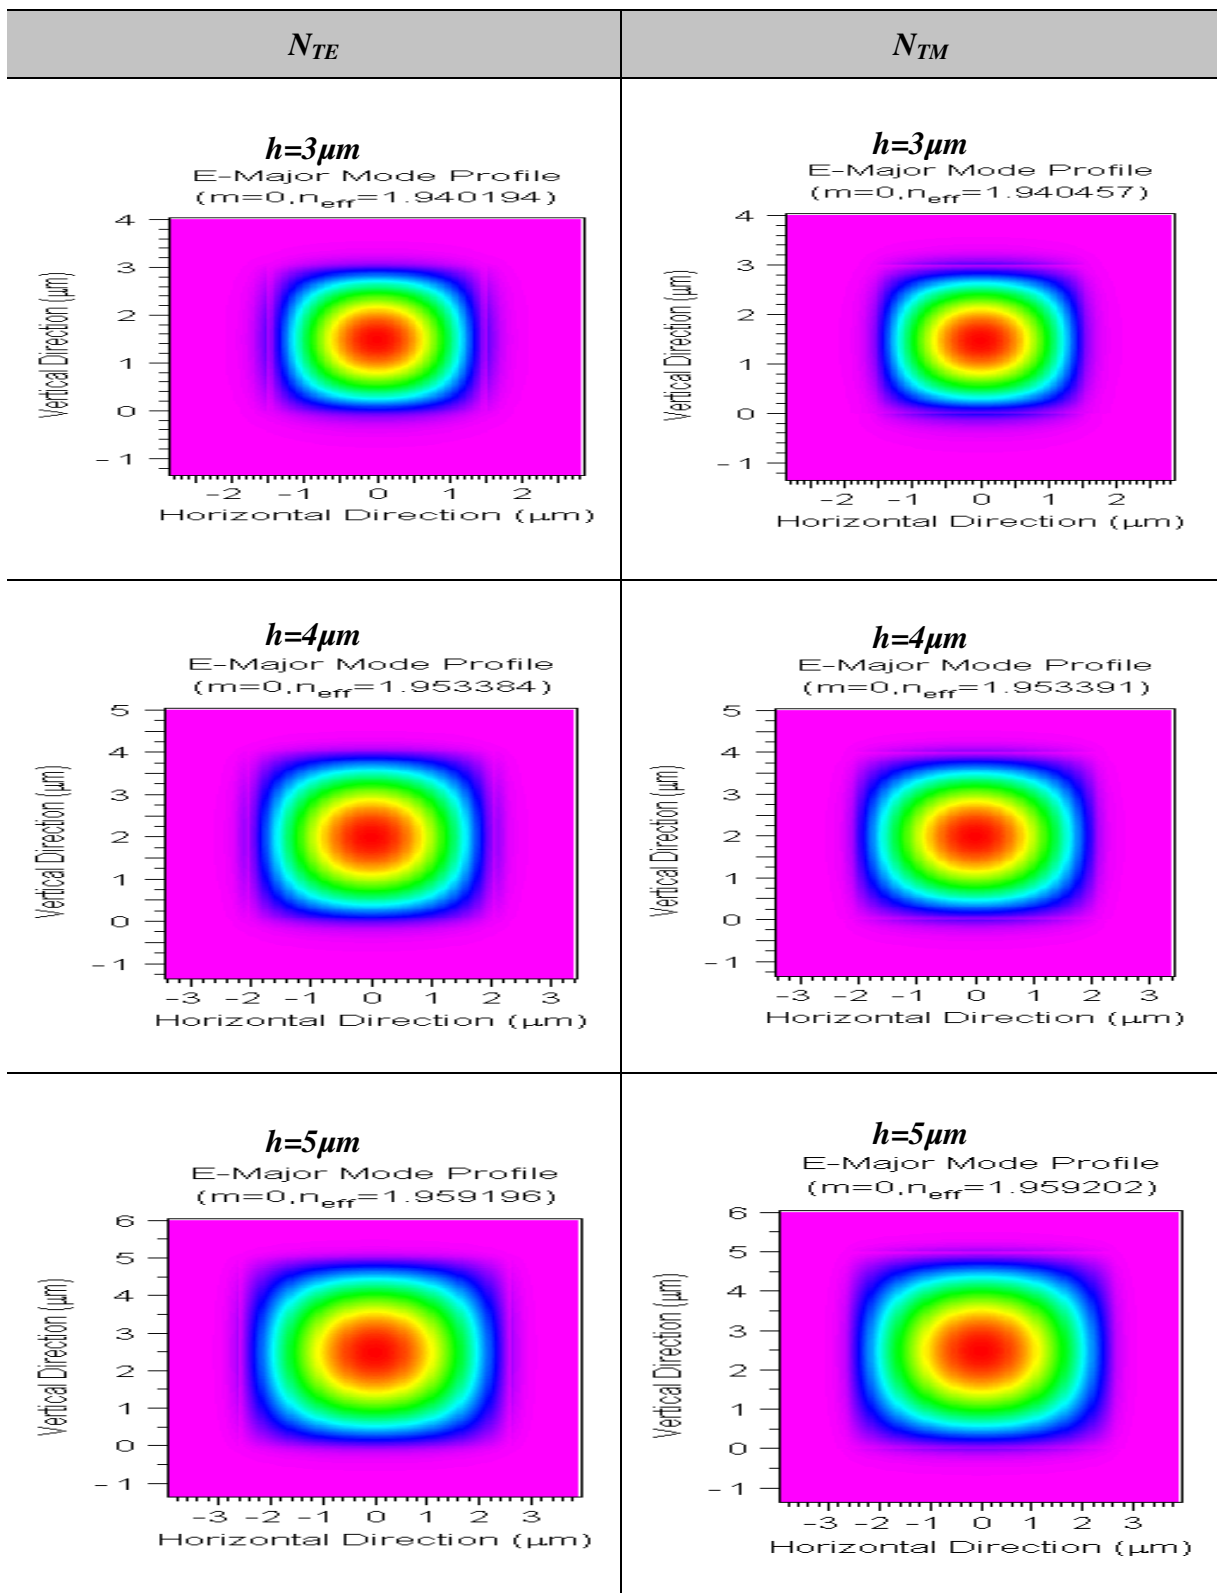 N_TE
N_TM
h=3μm
E-Major Mode Profile
(m=0,n_eff=1.940194)
4
3
2
1
0
-1
Vertical Direction (μm)
-2 -1 0 1 2
Horizontal Direction (μm)
h=3μm
E-Major Mode Profile
(m=0,n_eff=1.940457)
4
3
2
1
0
-1
Vertical Direction (μm)
-2 -1 0 1 2
Horizontal Direction (μm)
h=4μm
E-Major Mode Profile
(m=0,n_eff=1.953384)
5
4
3
2
1
0
-1
Vertical Direction (μm)
-3 -2 -1 0 1 2 3
Horizontal Direction (μm)
h=4μm
E-Major Mode Profile
(m=0,n_eff=1.953391)
5
4
3
2
1
0
-1
Vertical Direction (μm)
-3 -2 -1 0 1 2 3
Horizontal Direction (μm)
h=5μm
E-Major Mode Profile
(m=0,n_eff=1.959196)
6
5
4
3
2
1
0
-1
Vertical Direction (μm)
-3 -2 -1 0 1 2 3
Horizontal Direction (μm)
h=5μm
E-Major Mode Profile
(m=0,n_eff=1.959202)
6
5
4
3
2
1
0
-1
Vertical Direction (μm)
-3 -2 -1 0 1 2 3
Horizontal Direction (μm)